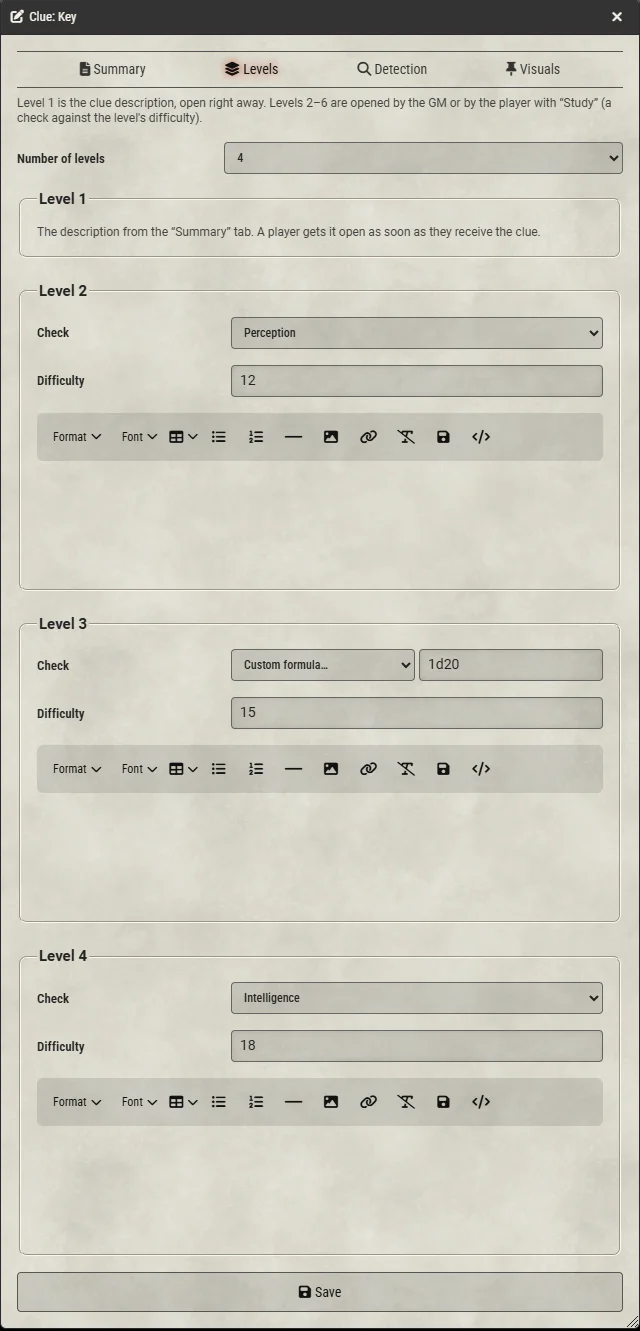 Clue: Key
Summary
Levels
Detection
Visuals
Level 1 is the clue description, open right away. Levels 2–6 are opened by the GM or by the player with “Study” (a
check against the level's difficulty).
Number of levels
4
Level 1
The description from the “Summary” tab. A player gets it open as soon as they receive the clue.
Level 2
Check
Perception
Difficulty
12
Format Font
Level 3
Check
Custom formula…
1d20
Difficulty
15
Format Font
Level 4
Check
Intelligence
Difficulty
18
Format Font
Save